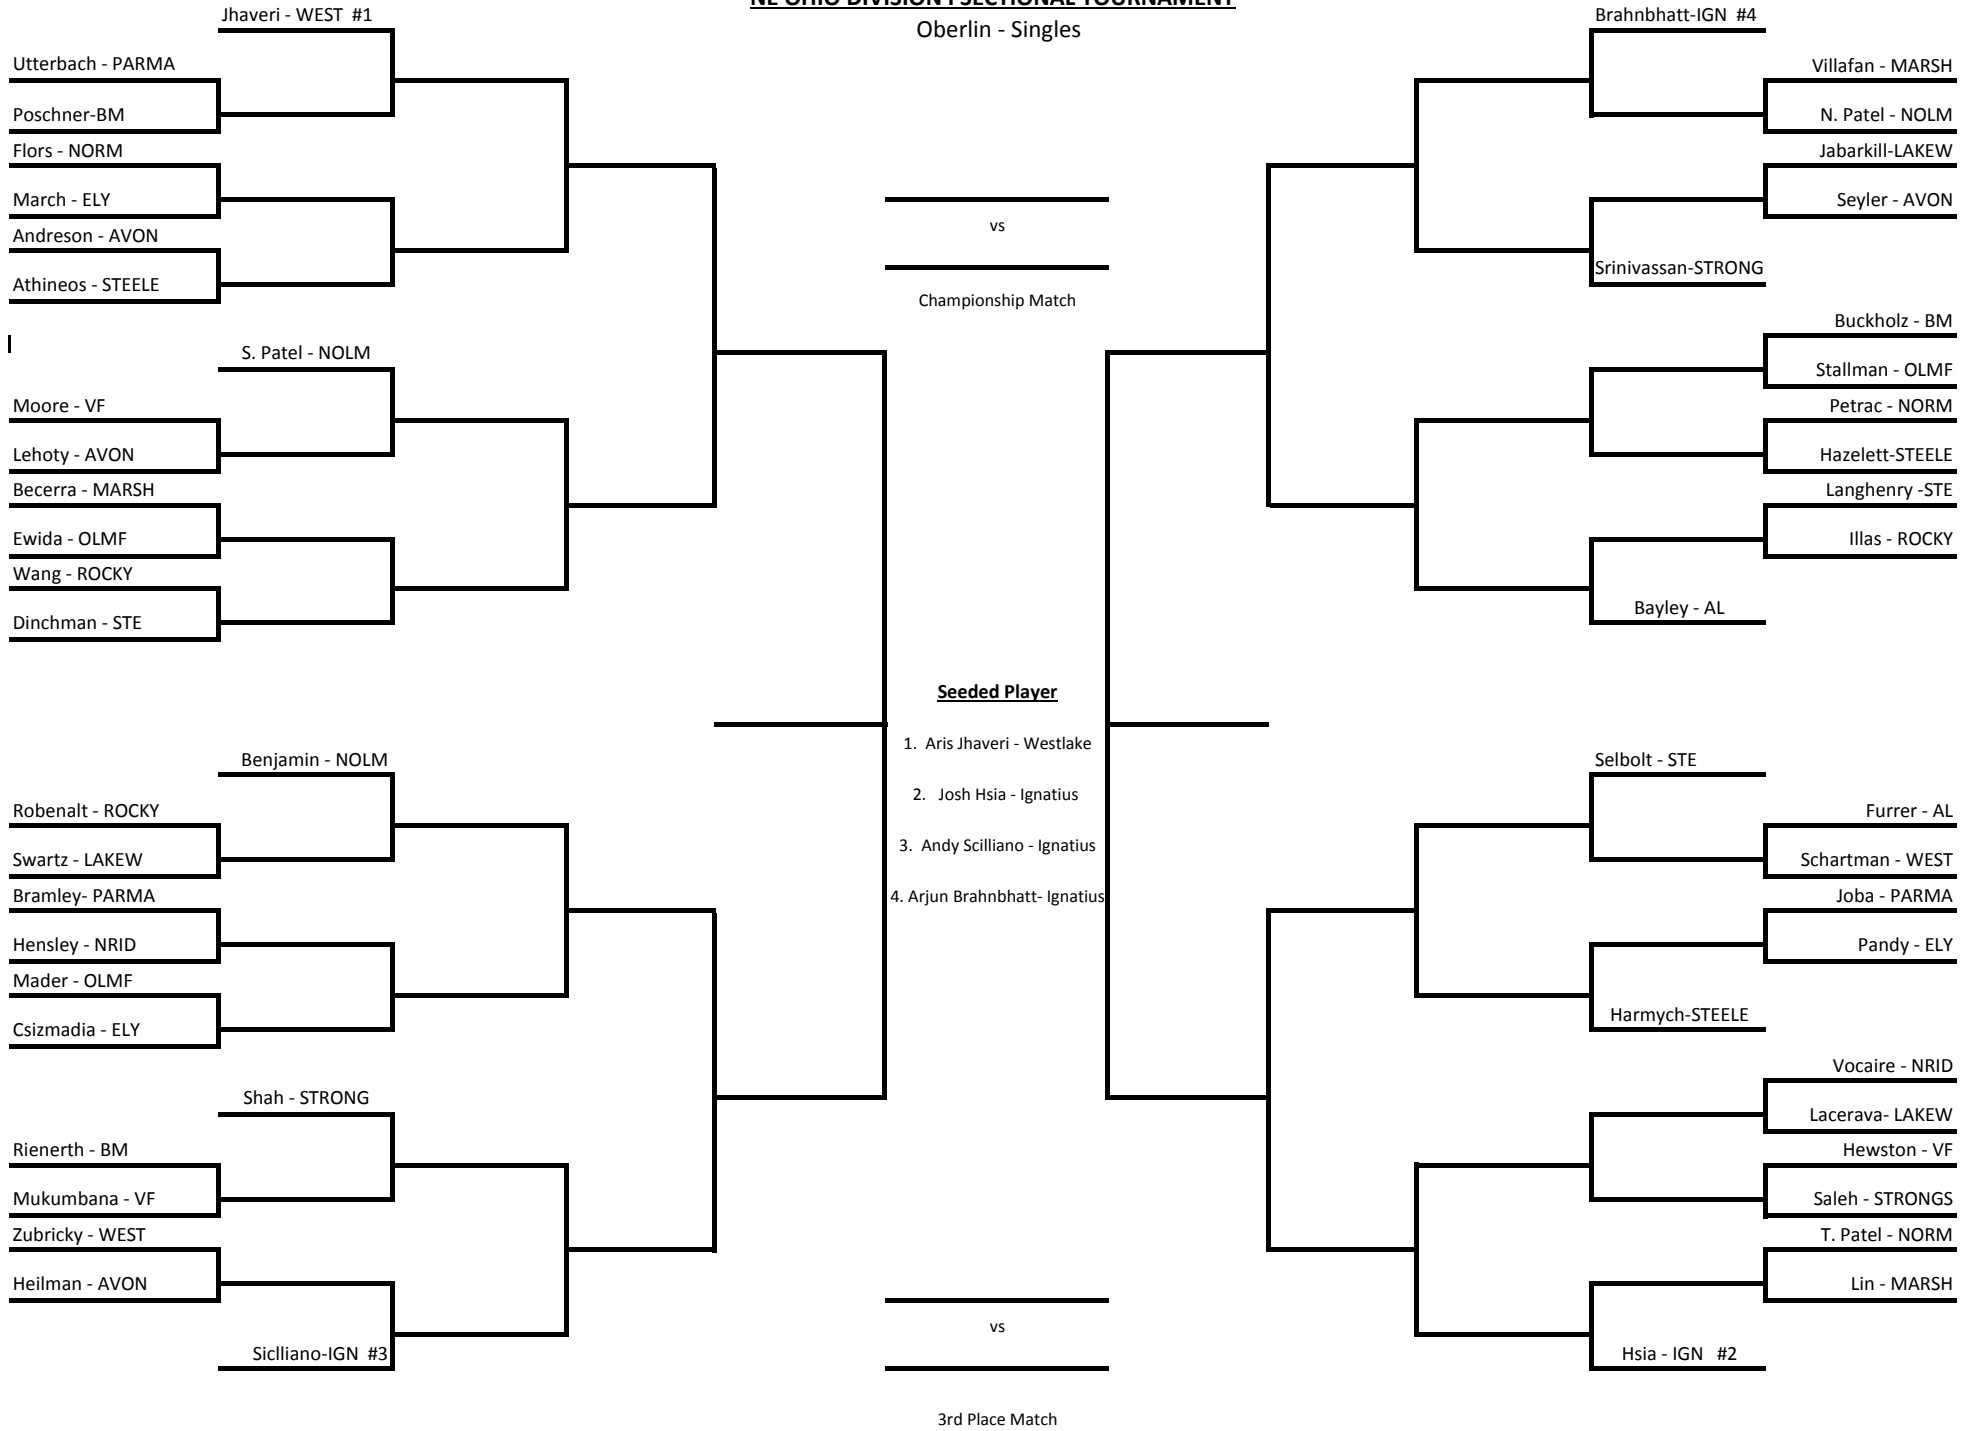 NE OHIO DIVISION I SECTIONAL TOURNAMENT
Oberlin - Singles
Jhaveri - WEST  #1
Utterbach - PARMA
Poschner-BM
Flors - NORM
March - ELY
Andreson - AVON
Athineos - STEELE
S. Patel - NOLM
Moore - VF
Lehoty - AVON
Becerra - MARSH
Ewida - OLMF
Wang - ROCKY
Dinchman - STE
Benjamin - NOLM
Robenalt - ROCKY
Swartz - LAKEW
Bramley- PARMA
Hensley - NRID
Mader - OLMF
Csizmadia - ELY
Shah - STRONG
Rienerth - BM
Mukumbana - VF
Zubricky - WEST
Heilman - AVON
Siclliano-IGN  #3
vs
Championship Match
Seeded Player
1.  Aris Jhaveri - Westlake
2.   Josh Hsia - Ignatius
3.  Andy Scilliano - Ignatius
4. Arjun Brahnbhatt- Ignatius
vs
3rd Place Match
Brahnbhatt-IGN  #4
Villafan - MARSH
N. Patel - NOLM
Jabarkill-LAKEW
Seyler - AVON
Srinivassan-STRONG
Buckholz - BM
Stallman - OLMF
Petrac - NORM
Hazelett-STEELE
Langhenry -STE
Illas - ROCKY
Bayley - AL
Selbolt - STE
Furrer - AL
Schartman - WEST
Joba - PARMA
Pandy - ELY
Harmych-STEELE
Vocaire - NRID
Lacerava- LAKEW
Hewston - VF
Saleh - STRONGS
T. Patel - NORM
Lin - MARSH
Hsia - IGN   #2